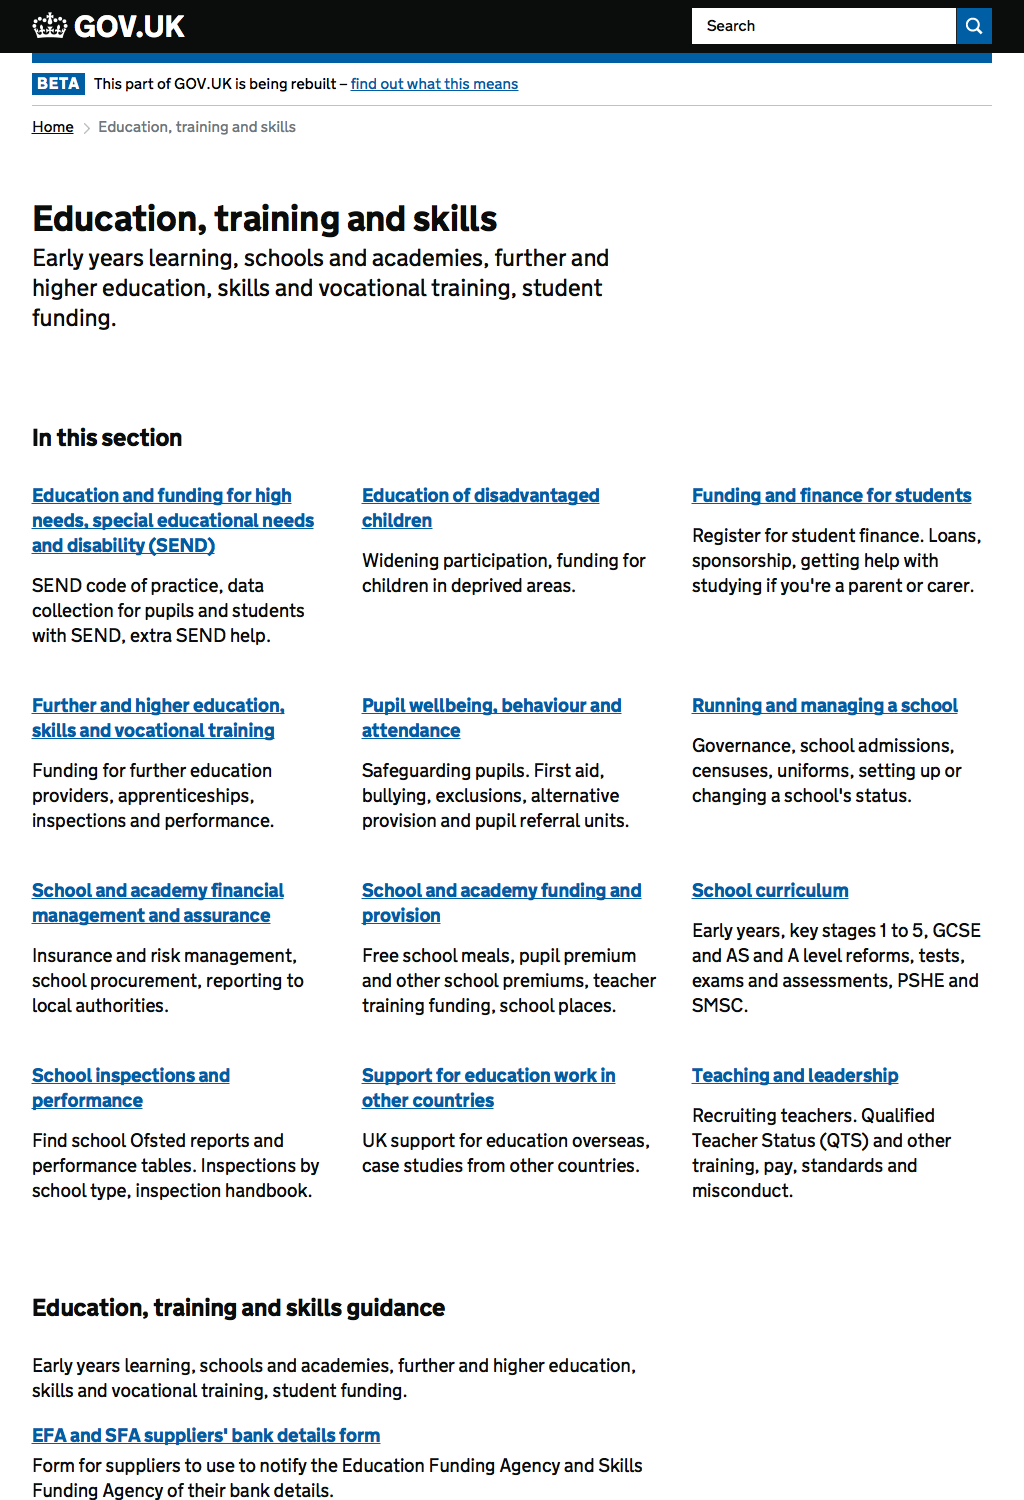 GOV.UK
Search
BETA This part of GOV.UK is being rebuilt – find out what this means
Home > Education, training and skills
Education, training and skills
Early years learning, schools and academies, further and
higher education, skills and vocational training, student
funding.
In this section
Education and funding for high
needs, special educational needs
and disability (SEND)
SEND code of practice, data
collection for pupils and students
with SEND, extra SEND help.
Education of disadvantaged
children
Widening participation, funding for
children in deprived areas.
Funding and finance for students
Register for student finance. Loans,
sponsorship, getting help with
studying if you're a parent or carer.
Further and higher education,
skills and vocational training
Funding for further education
providers, apprenticeships,
inspections and performance.
Pupil wellbeing, behaviour and
attendance
Safeguarding pupils. First aid,
bullying, exclusions, alternative
provision and pupil referral units.
Running and managing a school
Governance, school admissions,
censuses, uniforms, setting up or
changing a school's status.
School and academy financial
management and assurance
Insurance and risk management,
school procurement, reporting to
local authorities.
School and academy funding and
provision
Free school meals, pupil premium
and other school premiums, teacher
training funding, school places.
School curriculum
Early years, key stages 1 to 5, GCSE
and AS and A level reforms, tests,
exams and assessments, PSHE and
SMSC.
School inspections and
performance
Find school Ofsted reports and
performance tables. Inspections by
school type, inspection handbook.
Support for education work in
other countries
UK support for education overseas,
case studies from other countries.
Teaching and leadership
Recruiting teachers. Qualified
Teacher Status (QTS) and other
training, pay, standards and
misconduct.
Education, training and skills guidance
Early years learning, schools and academies, further and higher education,
skills and vocational training, student funding.
EFA and SFA suppliers' bank details form
Form for suppliers to use to notify the Education Funding Agency and Skills
Funding Agency of their bank details.